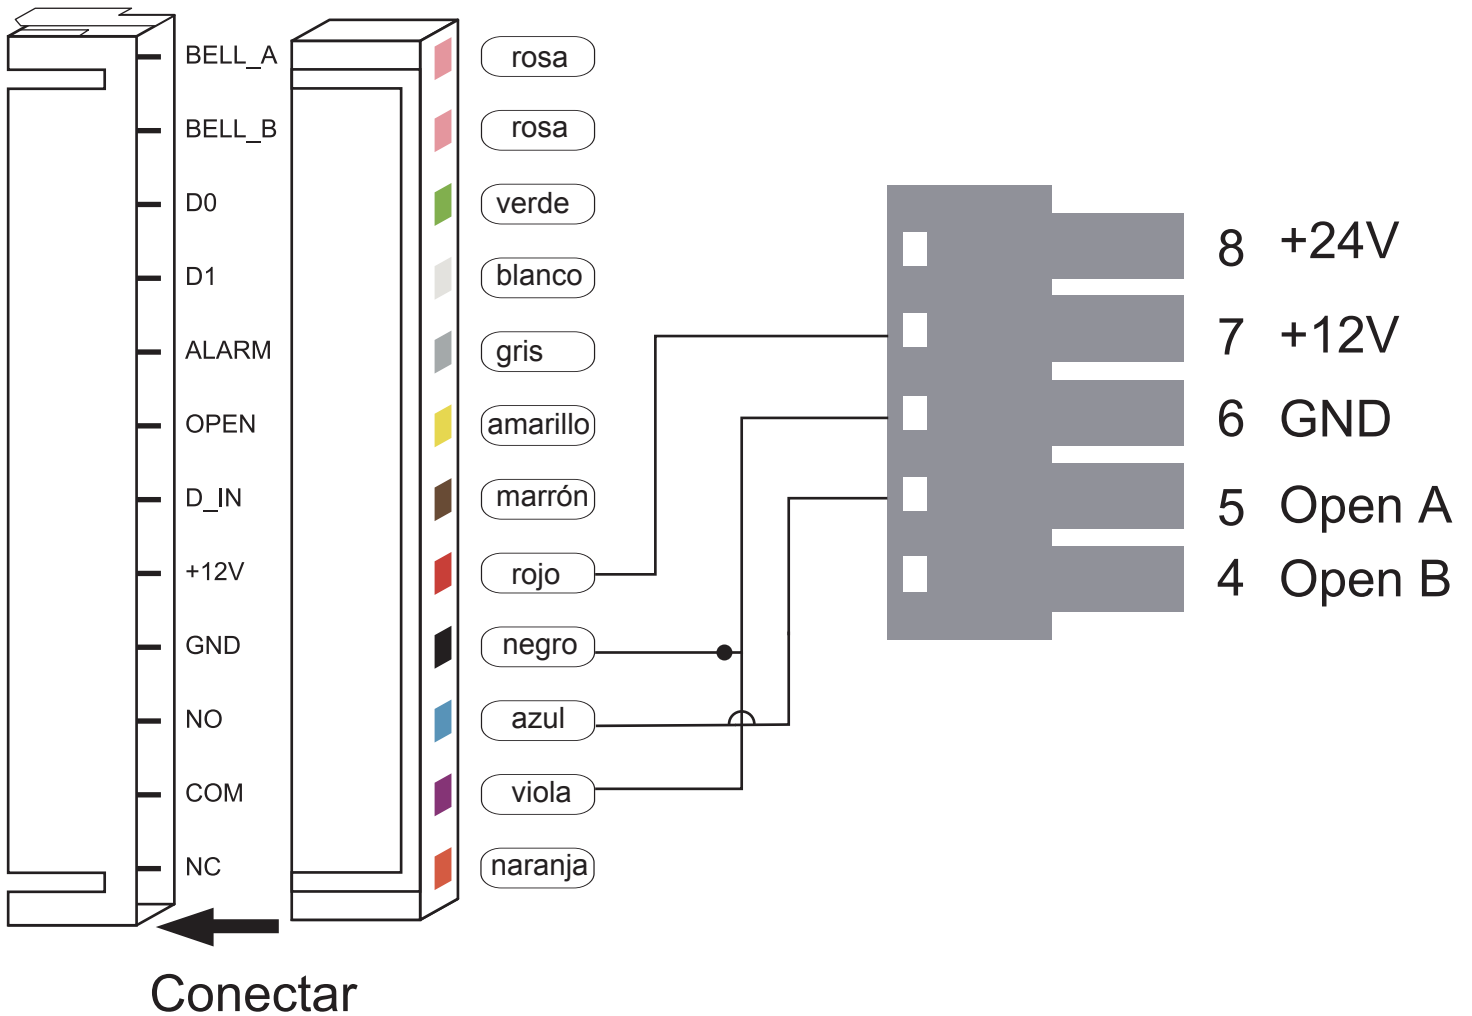 BELL_A rosa
BELL_B rosa
D0 verde
D1 blanco
ALARM gris
OPEN amarillo
D_IN marrón
+12V rojo
GND negro
NO azul
COM viola
NC naranja
8 +24V
7 +12V
6 GND
5 Open A
4 Open B
Conectar